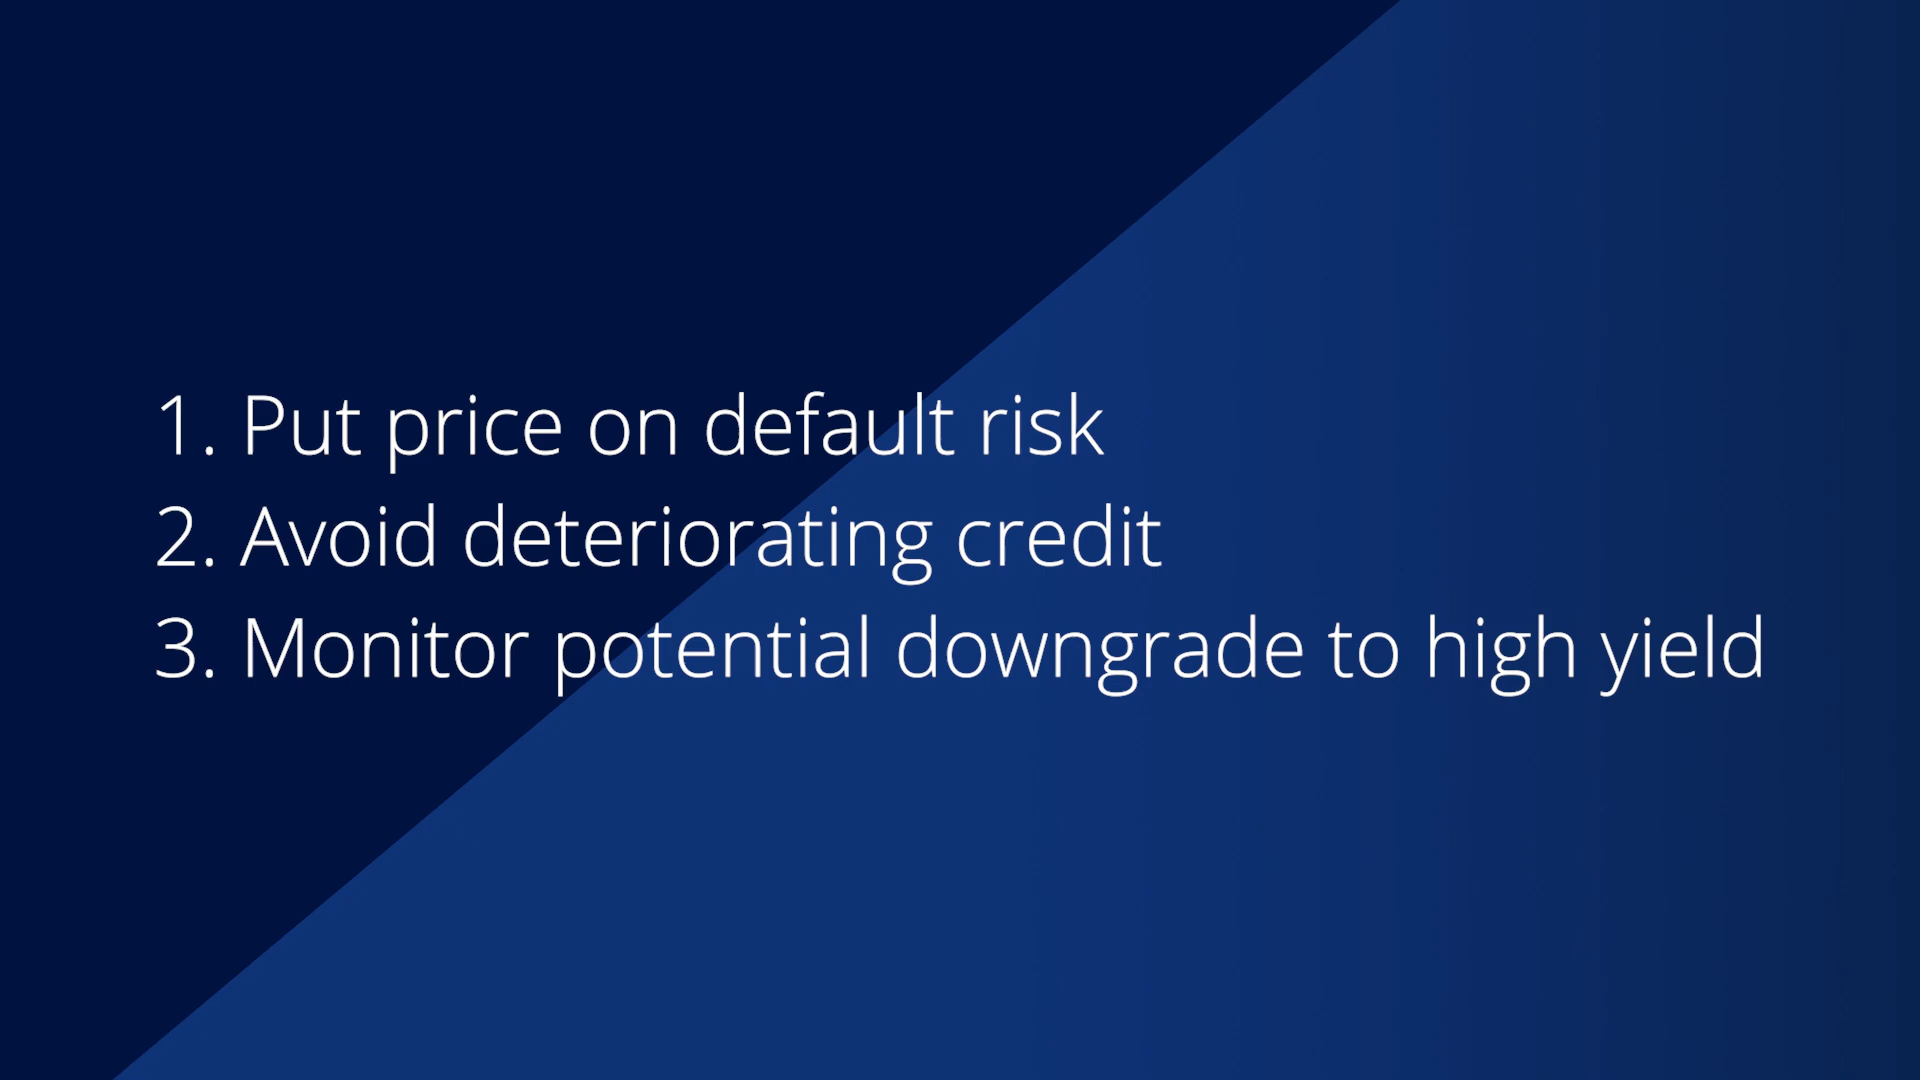 1. Put price on default risk
2. Avoid deteriorating credit
3. Monitor potential downgrade to high yield